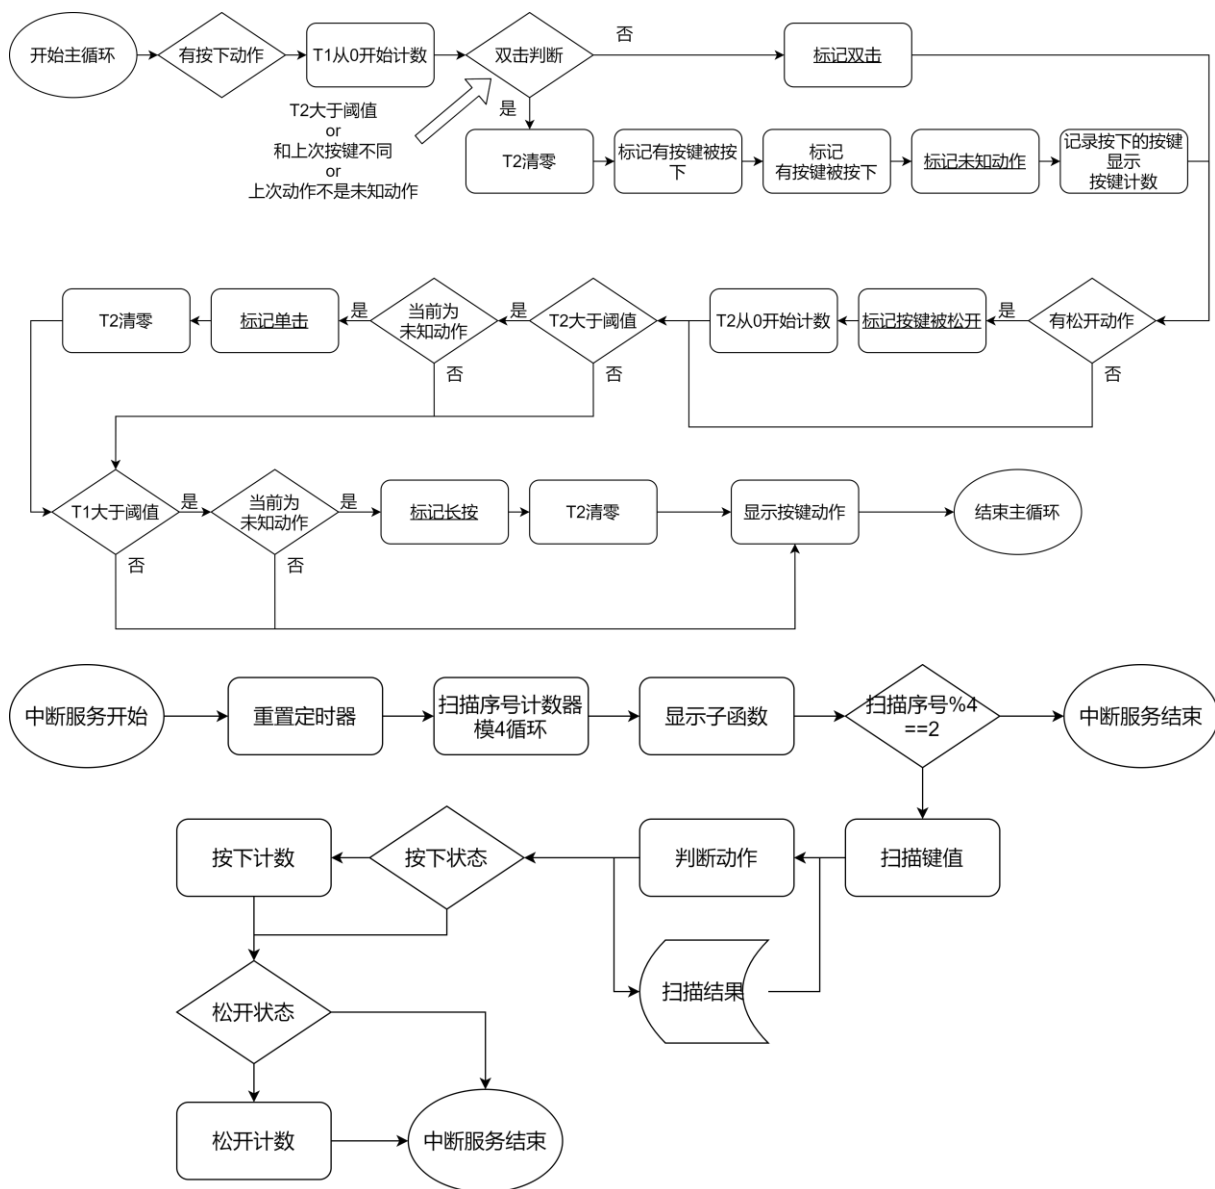 开始主循环
有按下动作
T1从0开始计数
双击判断
否
标记双击
是
T2大于阈值
or
和上次按键不同
or
上次动作不是未知动作
T2清零
标记有按键被按
下
标记
有按键被按下
标记未知动作
记录按下的按键
显示
按键计数
T2清零
标记单击
是
当前为
未知动作
是
T2大于阈值
T2从0开始计数
标记按键被松开
是
有松开动作
否
否
否
T1大于阈值
是
当前为
未知动作
是
标记长按
T2清零
显示按键动作
结束主循环
否
否
中断服务开始
重置定时器
扫描序号计数器
模4循环
显示子函数
扫描序号%4
==2
中断服务结束
按下计数
按下状态
判断动作
扫描键值
扫描结果
松开状态
松开计数
中断服务结束